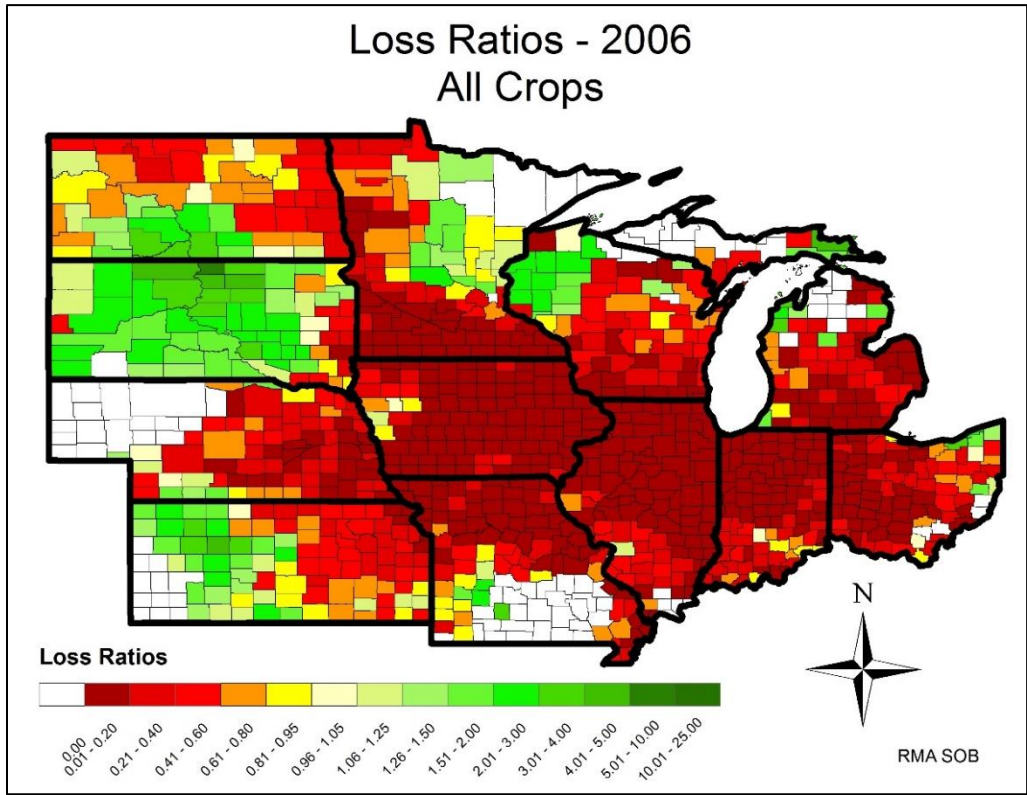 Loss Ratios - 2006
All Crops
N
Loss Ratios
0.00
0.01 - 0.20
0.21 - 0.40
0.41 - 0.60
0.61 - 0.80
0.81 - 0.95
0.96 - 1.05
1.06 - 1.25
1.26 - 1.50
1.51 - 2.00
2.01 - 3.00
3.01 - 4.00
4.01 - 5.00
5.01 - 10.00
10.01 - 25.00
RMA SOB